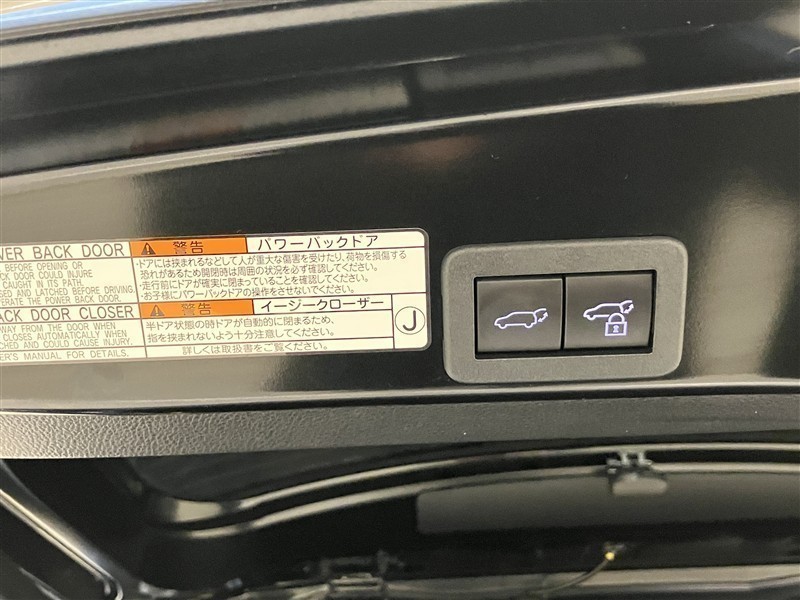 WER BACK DOOR
BEFORE OPENING OR
CK DOOR COULD INJURE
CAUGHT IN ITS PATH.
SED AND LATCHED BEFORE DRIVING.
ERATE THE POWER BACK DOOR.
警告 パワーバックドア
・ドアには挟まれるなどして人が重大な傷害を受けたり、荷物を損傷する
恐れがあるため開閉時は周囲の状況を必ず確認してください。
・走行前にドアが確実に閉まっていることを確認してください。
・お子様にパワーバックドアの操作をさせないでください。
ACK DOOR CLOSER
AWAY FROM THE DOOR WHEN
R CLOSES AUTOMATICALLY WHEN
CHED AND COULD CAUSE INJURY.
ER'S MANUAL FOR DETAILS.
警告 イージークローザー
半ドア状態の時ドアが自動的に閉まるため、
指を挟まれないよう十分注意してください。
詳しくは取扱書をご覧ください。
J